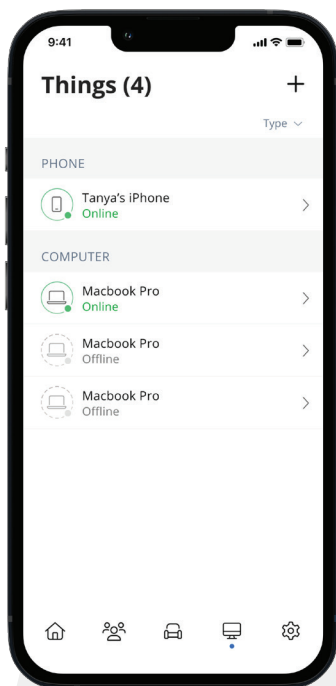 9:41
Things (4)
Type
PHONE
Tanya's iPhone
Online
COMPUTER
Macbook Pro
Online
Macbook Pro
Offline
Macbook Pro
Offline